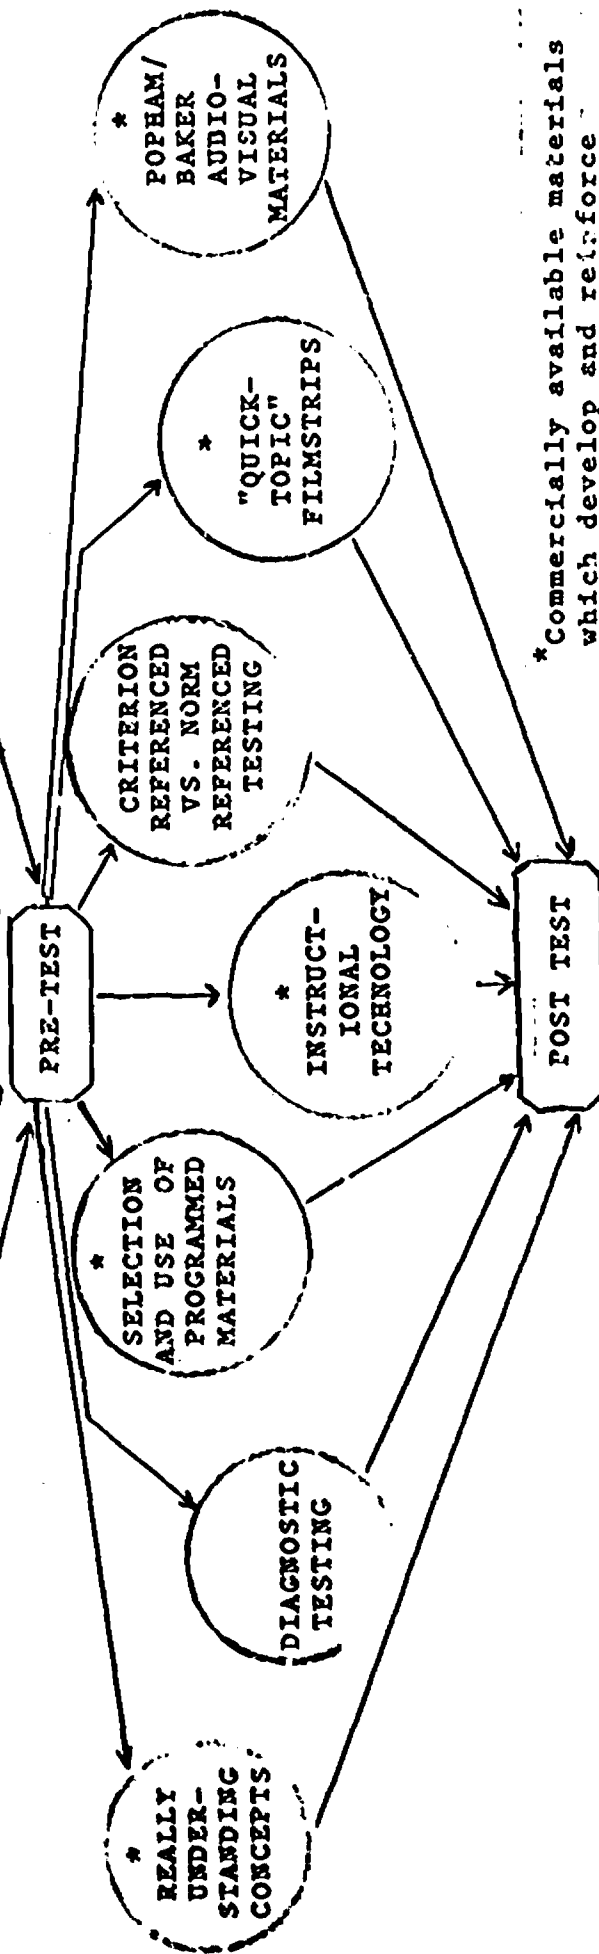 PRE-TEST
*
REALLY
UNDER-
STANDING
CONCEPTS
DIAGNOSTIC
TESTING
*
SELECTION
AND USE OF
PROGRAMMED
MATERIALS
*
INSTRUCT-
IONAL
TECHNOLOGY
CRITERION
REFERENCED
VS. NORM
REFERENCED
TESTING
*
"QUICK-
TOPIC"
FILMSTRIPS
*
POPHAM/
BAKER
AUDIO-
VISUAL
MATERIALS
POST TEST
*Commercially available materials
which develop and reinforce